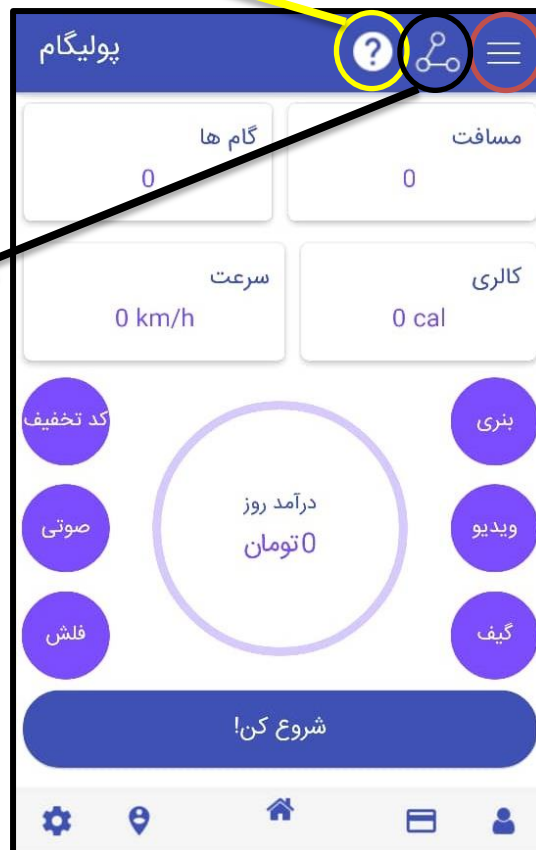 پولیگام
?
مسافت
گام ها
0
0
کالری
سرعت
0 cal
0 km/h
بنری
کد تخفیف
درآمد روز
0تومان
ویدیو
صوتی
گیف
فلش
شروع کن!